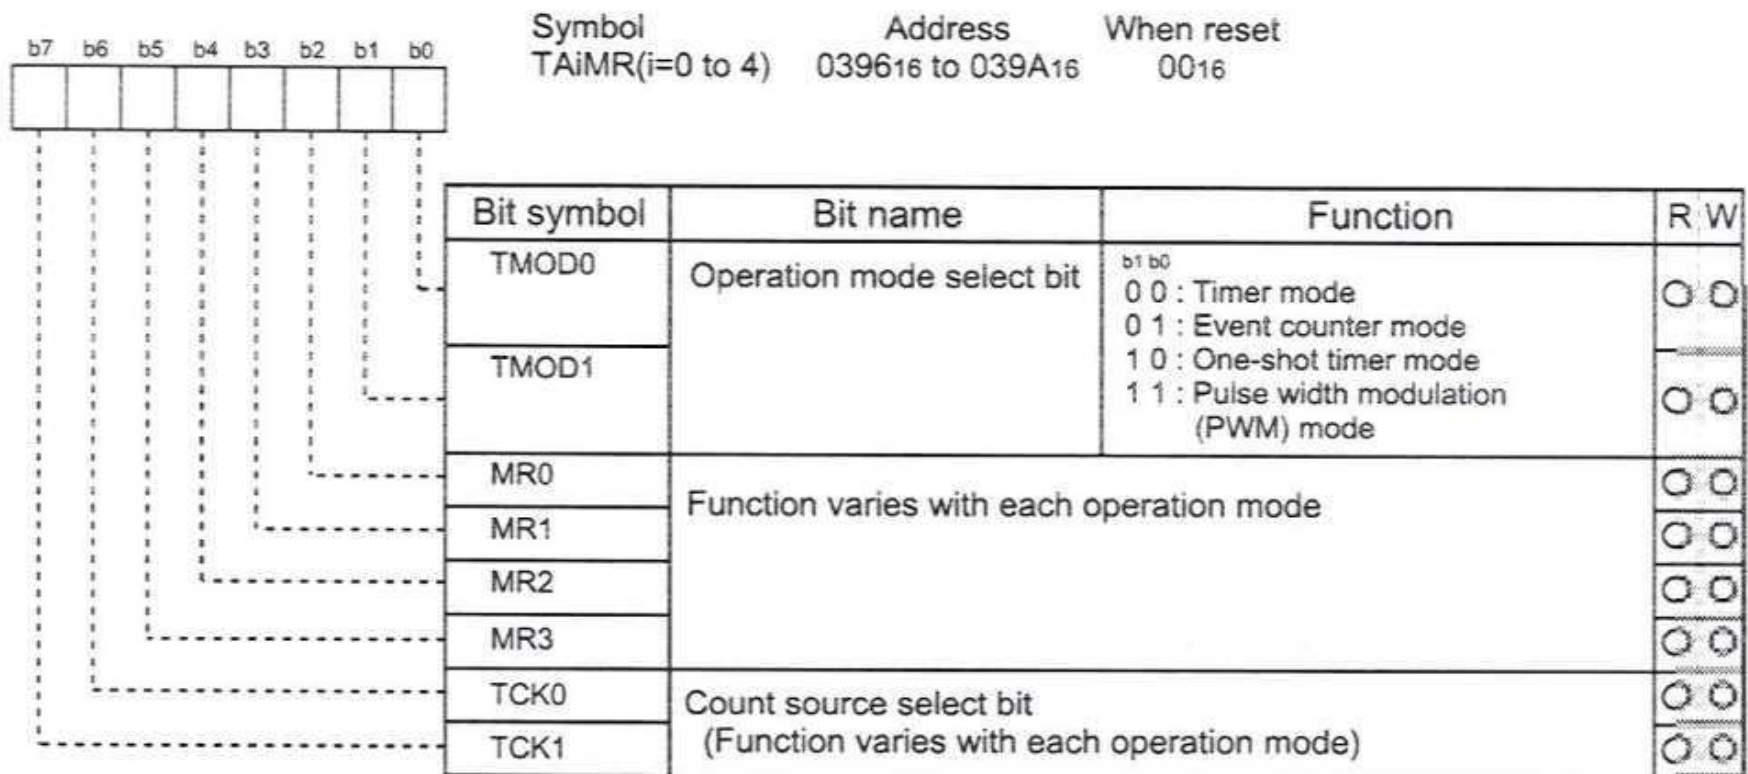 Symbol Address When reset
TAiMR(i=0 to 4) 039616 to 039A16 0016
b7 b6 b5 b4 b3 b2 b1 b0
Bit symbol Bit name Function R W
TMOD0 Operation mode select bit b1 b0
0 0 : Timer mode
0 1 : Event counter mode
TMOD1 1 0 : One-shot timer mode
1 1 : Pulse width modulation
(PWM) mode
MR0 Function varies with each operation mode
MR1
MR2
MR3
TCK0 Count source select bit
TCK1 (Function varies with each operation mode)